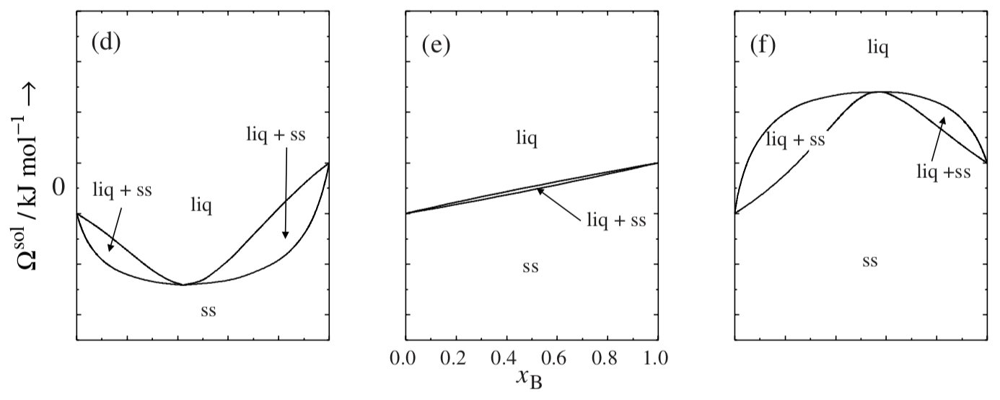 (d)
liq + ss
liq + ss
liq
ss
Ω^sol / kJ mol⁻¹ →
0
(e)
liq
liq + ss
ss
0.0 0.2 0.4 0.6 0.8 1.0
x_B
(f)
liq
liq + ss
liq +ss
ss